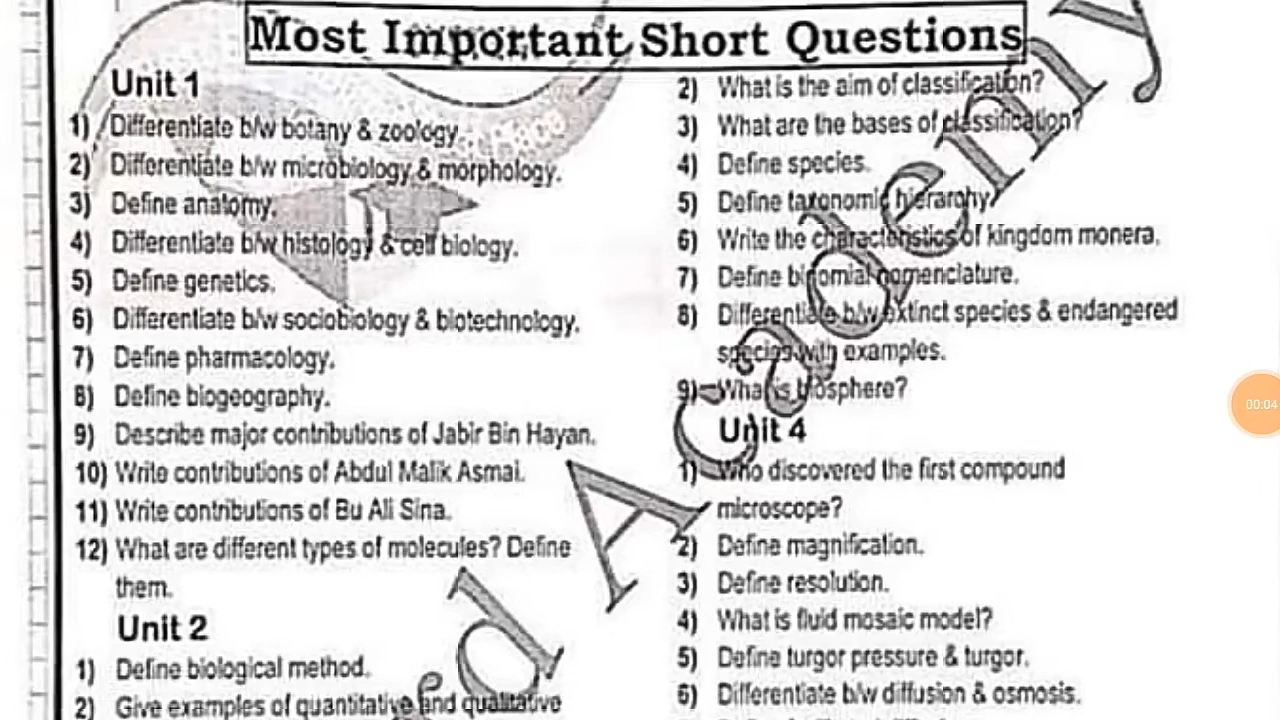 Most Important Short Questions
Unit 1
1) Differentiate b/w botany & zoology.
2) Differentiate b/w microbiology & morphology.
3) Define anatomy.
4) Differentiate b/w histology & cell biology.
5) Define genetics.
6) Differentiate b/w sociobiology & biotechnology.
7) Define pharmacology.
8) Define biogeography.
9) Describe major contributions of Jabir Bin Hayan.
10) Write contributions of Abdul Malik Asmai.
11) Write contributions of Bu Ali Sina.
12) What are different types of molecules? Define
them.
Unit 2
1) Define biological method.
2) Give examples of quantitative and qualitative
2) What is the aim of classification?
3) What are the bases of classification?
4) Define species.
5) Define taxonomic hierarchy
6) Write the characteristics of kingdom monera.
7) Define binomial nomenclature.
8) Differentiate b/w extinct species & endangered
species with examples.
9) What is biosphere?
Unit 4
1) Who discovered the first compound
microscope?
2) Define magnification.
3) Define resolution.
4) What is fluid mosaic model?
5) Define turgor pressure & turgor.
6) Differentiate b/w diffusion & osmosis.
Academy
00:04